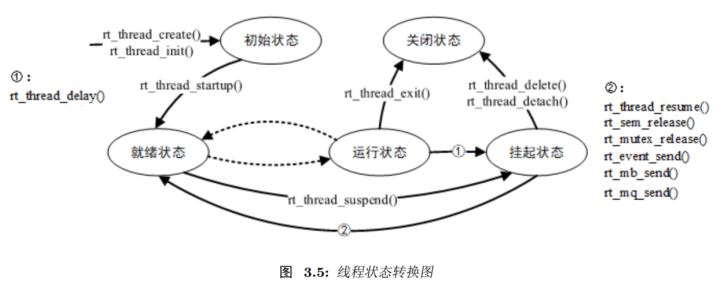 rt_thread_create()
rt_thread_init()
初始状态
关闭状态
①:
rt_thread_delay()
rt_thread_startup()
rt_thread_exit()
rt_thread_delete()
rt_thread_detach()
②:
rt_thread_resume()
rt_sem_release()
rt_mutex_release()
rt_event_send()
rt_mb_send()
rt_mq_send()
就绪状态
运行状态
①
挂起状态
rt_thread_suspend()
②
图 3.5: 线程状态转换图